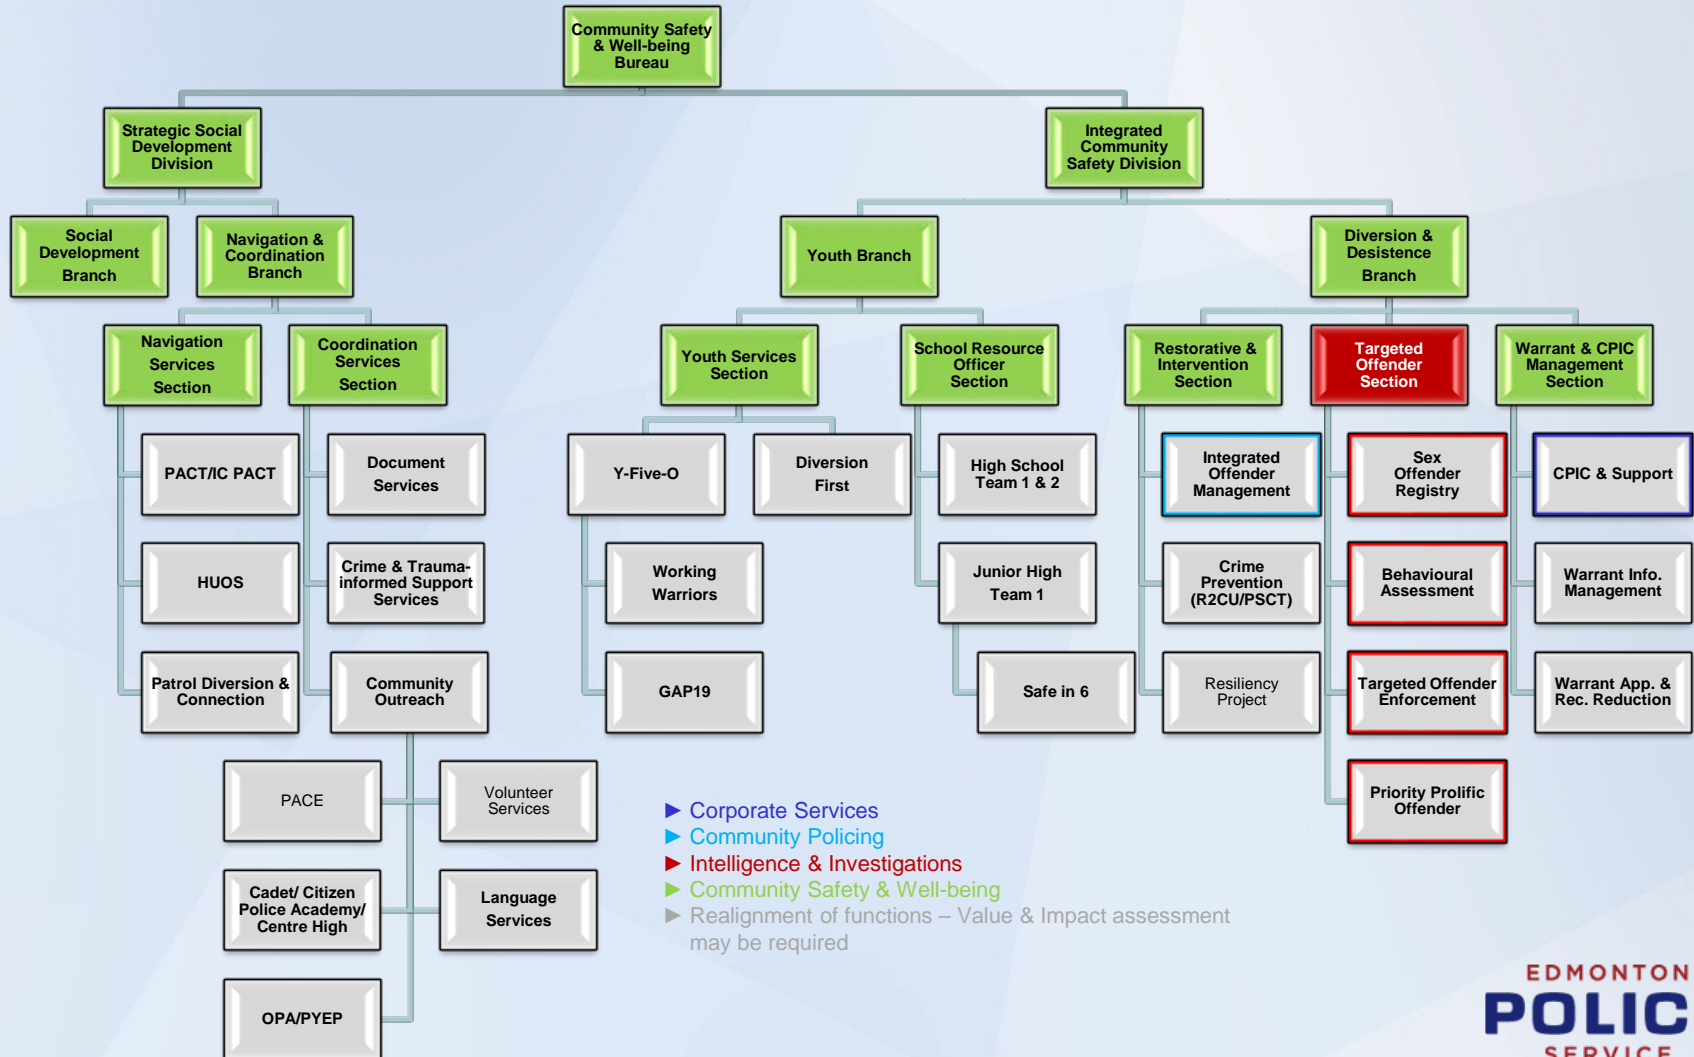 Community Safety
& Well-being
Bureau
Strategic Social
Development
Division
Integrated
Community
Safety Division
Social
Development
Branch
Navigation &
Coordination
Branch
Youth Branch
Diversion &
Desistence
Branch
Navigation
Services
Section
Coordination
Services
Section
Youth Services
Section
School Resource
Officer
Section
Restorative &
Intervention
Section
Targeted
Offender
Section
Warrant & CPIC
Management
Section
PACT/IC PACT
Document
Services
Y-Five-O
Diversion
First
High School
Team 1 & 2
Integrated
Offender
Management
Sex
Offender
Registry
CPIC & Support
HUOS
Crime & Trauma-
informed Support
Services
Working
Warriors
Junior High
Team 1
Crime
Prevention
(R2CU/PSCT)
Behavioural
Assessment
Warrant Info.
Management
Patrol Diversion &
Connection
Community
Outreach
GAP19
Safe in 6
Resiliency
Project
Targeted Offender
Enforcement
Warrant App. &
Rec. Reduction
PACE
Volunteer
Services
Priority Prolific
Offender
Cadet/ Citizen
Police Academy/
Centre High
Language
Services
OPA/PYEP
► Corporate Services
► Community Policing
► Intelligence & Investigations
► Community Safety & Well-being
► Realignment of functions – Value & Impact assessment
may be required
EDMONTON
POLIC
SERVICE